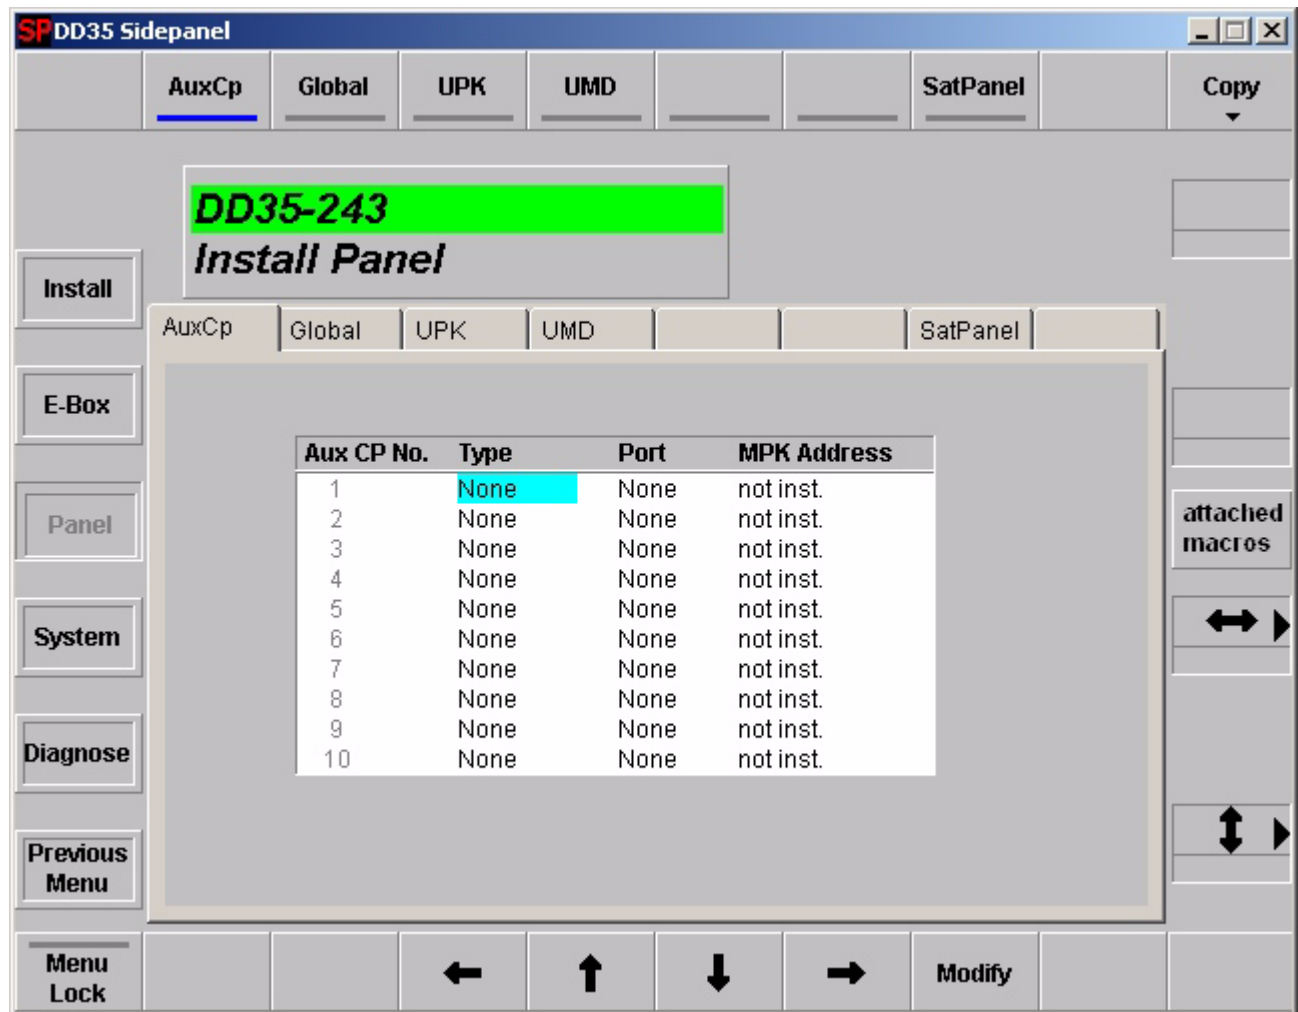 SP DD35 Sidepanel
AuxCp Global UPK UMD SatPanel Copy
DD35-243
Install Panel
Install
AuxCp Global UPK UMD SatPanel
E-Box
Aux CP No. Type Port MPK Address
1 None None not inst.
2 None None not inst.
3 None None not inst.
4 None None not inst.
5 None None not inst.
6 None None not inst.
7 None None not inst.
8 None None not inst.
9 None None not inst.
10 None None not inst.
Panel
attached
macros
System
Diagnose
Previous
Menu
Menu
Lock
Modify